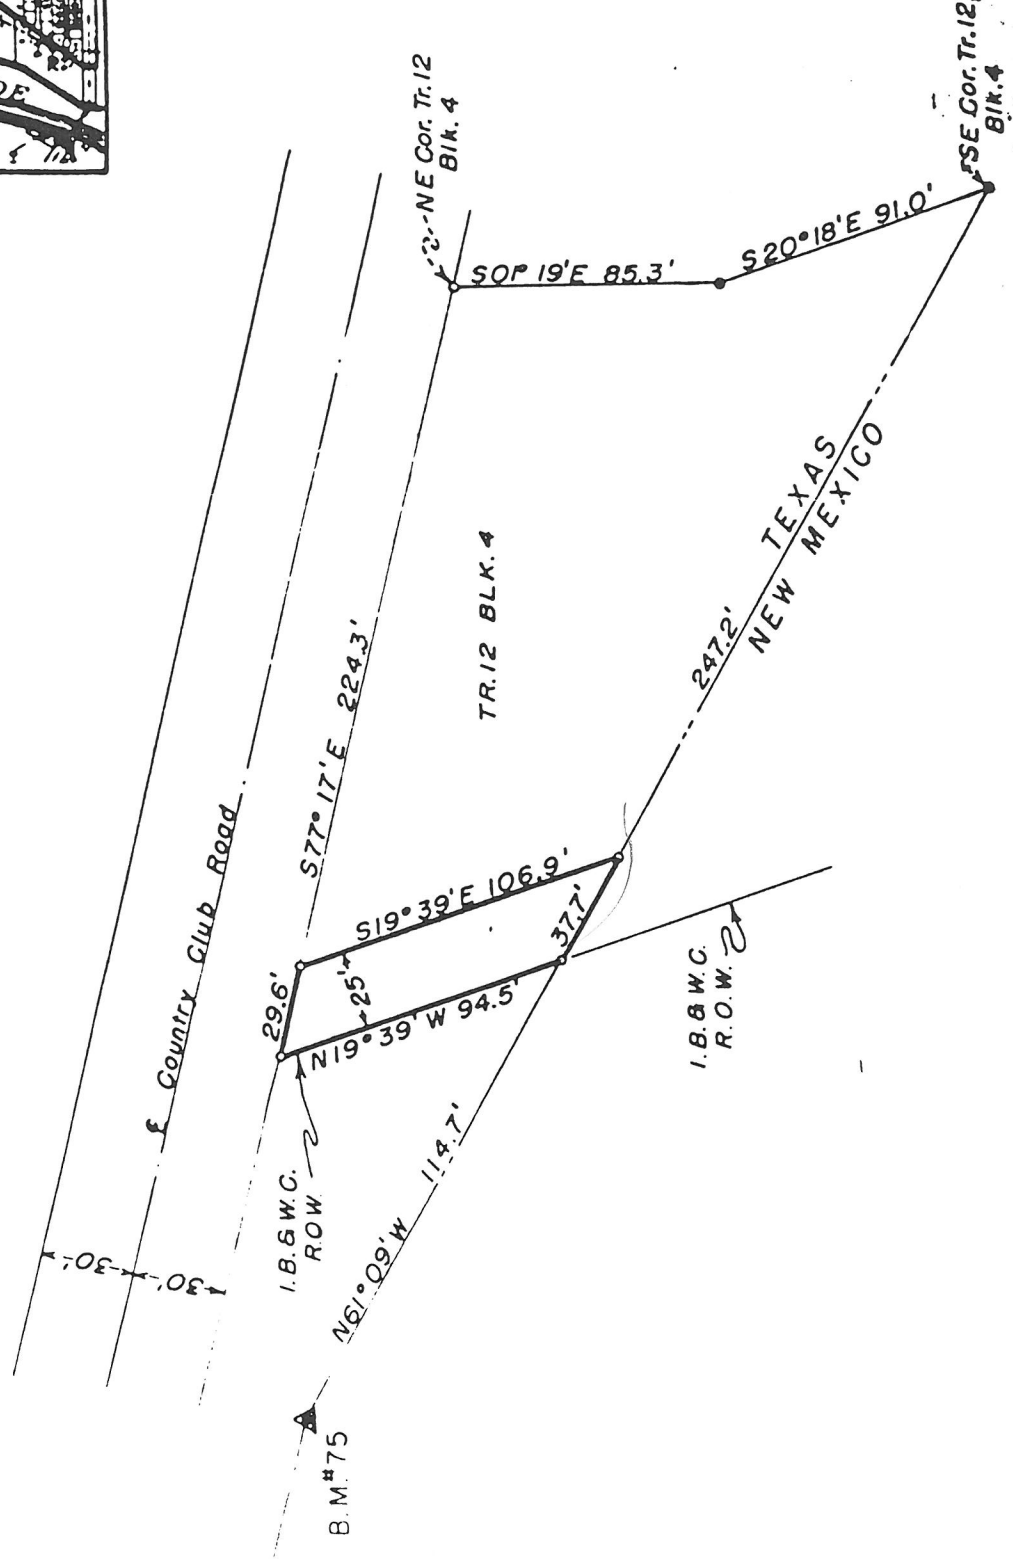 NE Cor. Tr. 12
Blk. 4
SE Cor. Tr. 12,
Blk. 4
S0° 19'E 85.3'
S20°18'E 91.0'
TEXAS
NEW MEXICO
247.2'
TR. 12 BLK. 4
S77° 17'E 224.3'
℄ Country Club Road
30'
30'
29.6'
S19° 39'E 106.9'
25'
37.7'
N19° 39' W 94.5'
I.B. & W.C.
R.O.W.
I.B. & W.C.
R.O.W.
N61° 09'W 114.7'
B.M. #75